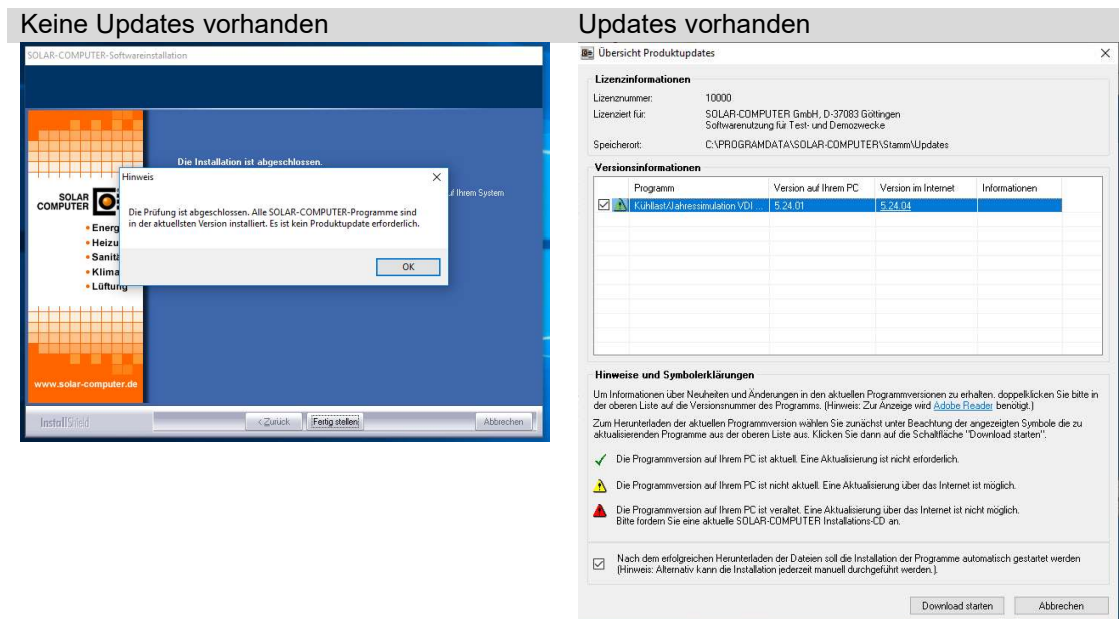 Keine Updates vorhanden
SOLAR-COMPUTER-Softwareinstallation
Die Installation ist abgeschlossen.
uf Ihrem System
Hinweis
Die Prüfung ist abgeschlossen. Alle SOLAR-COMPUTER-Programme sind
in der aktuellsten Version installiert. Es ist kein Produktupdate erforderlich.
OK
SOLAR
COMPUTER
• Energ
• Heizu
• Sanitä
• Klima
• Lüftung
www.solar-computer.de
InstallShield
< Zurück
Fertig stellen
Abbrechen
Updates vorhanden
Übersicht Produktupdates
Lizenzinformationen
Lizenznummer: 10000
Lizenziert für: SOLAR-COMPUTER GmbH, D-37083 Göttingen
Softwarenutzung für Test- und Demozwecke
Speicherort: C:\PROGRAMDATA\SOLAR-COMPUTER\Stamm\Updates
Versionsinformationen
Programm Version auf Ihrem PC Version im Internet Informationen
Kühllast/Jahressimulation VDI ... 5.24.01 5.24.04
Hinweise und Symbolerklärungen
Um Informationen über Neuheiten und Änderungen in den aktuellen Programmversionen zu erhalten, doppelklicken Sie bitte in
der oberen Liste auf die Versionsnummer des Programms. (Hinweis: Zur Anzeige wird Adobe Reader benötigt.)
Zum Herunterladen der aktuellen Programmversion wählen Sie zunächst unter Beachtung der angezeigten Symbole die zu
aktualisierenden Programme aus der oberen Liste aus. Klicken Sie dann auf die Schaltfläche "Download starten".
Die Programmversion auf Ihrem PC ist aktuell. Eine Aktualisierung ist nicht erforderlich.
Die Programmversion auf Ihrem PC ist nicht aktuell. Eine Aktualisierung über das Internet ist möglich.
Die Programmversion auf Ihrem PC ist veraltet. Eine Aktualisierung über das Internet ist nicht möglich.
Bitte fordern Sie eine aktuelle SOLAR-COMPUTER Installations-CD an.
Nach dem erfolgreichen Herunterladen der Dateien soll die Installation der Programme automatisch gestartet werden
(Hinweis: Alternativ kann die Installation jederzeit manuell durchgeführt werden.).
Download starten
Abbrechen